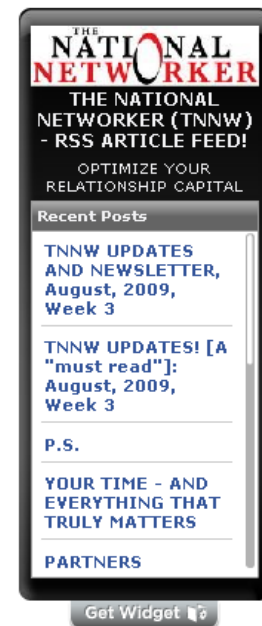 THE
NATIONAL
NETWORKER
THE NATIONAL
NETWORKER (TNNW)
- RSS ARTICLE FEED!
OPTIMIZE YOUR
RELATIONSHIP CAPITAL
Recent Posts
TNNW UPDATES
AND NEWSLETTER,
August, 2009,
Week 3
TNNW UPDATES! [A
"must read"]:
August, 2009,
Week 3
P.S.
YOUR TIME - AND
EVERYTHING THAT
TRULY MATTERS
PARTNERS
Get Widget